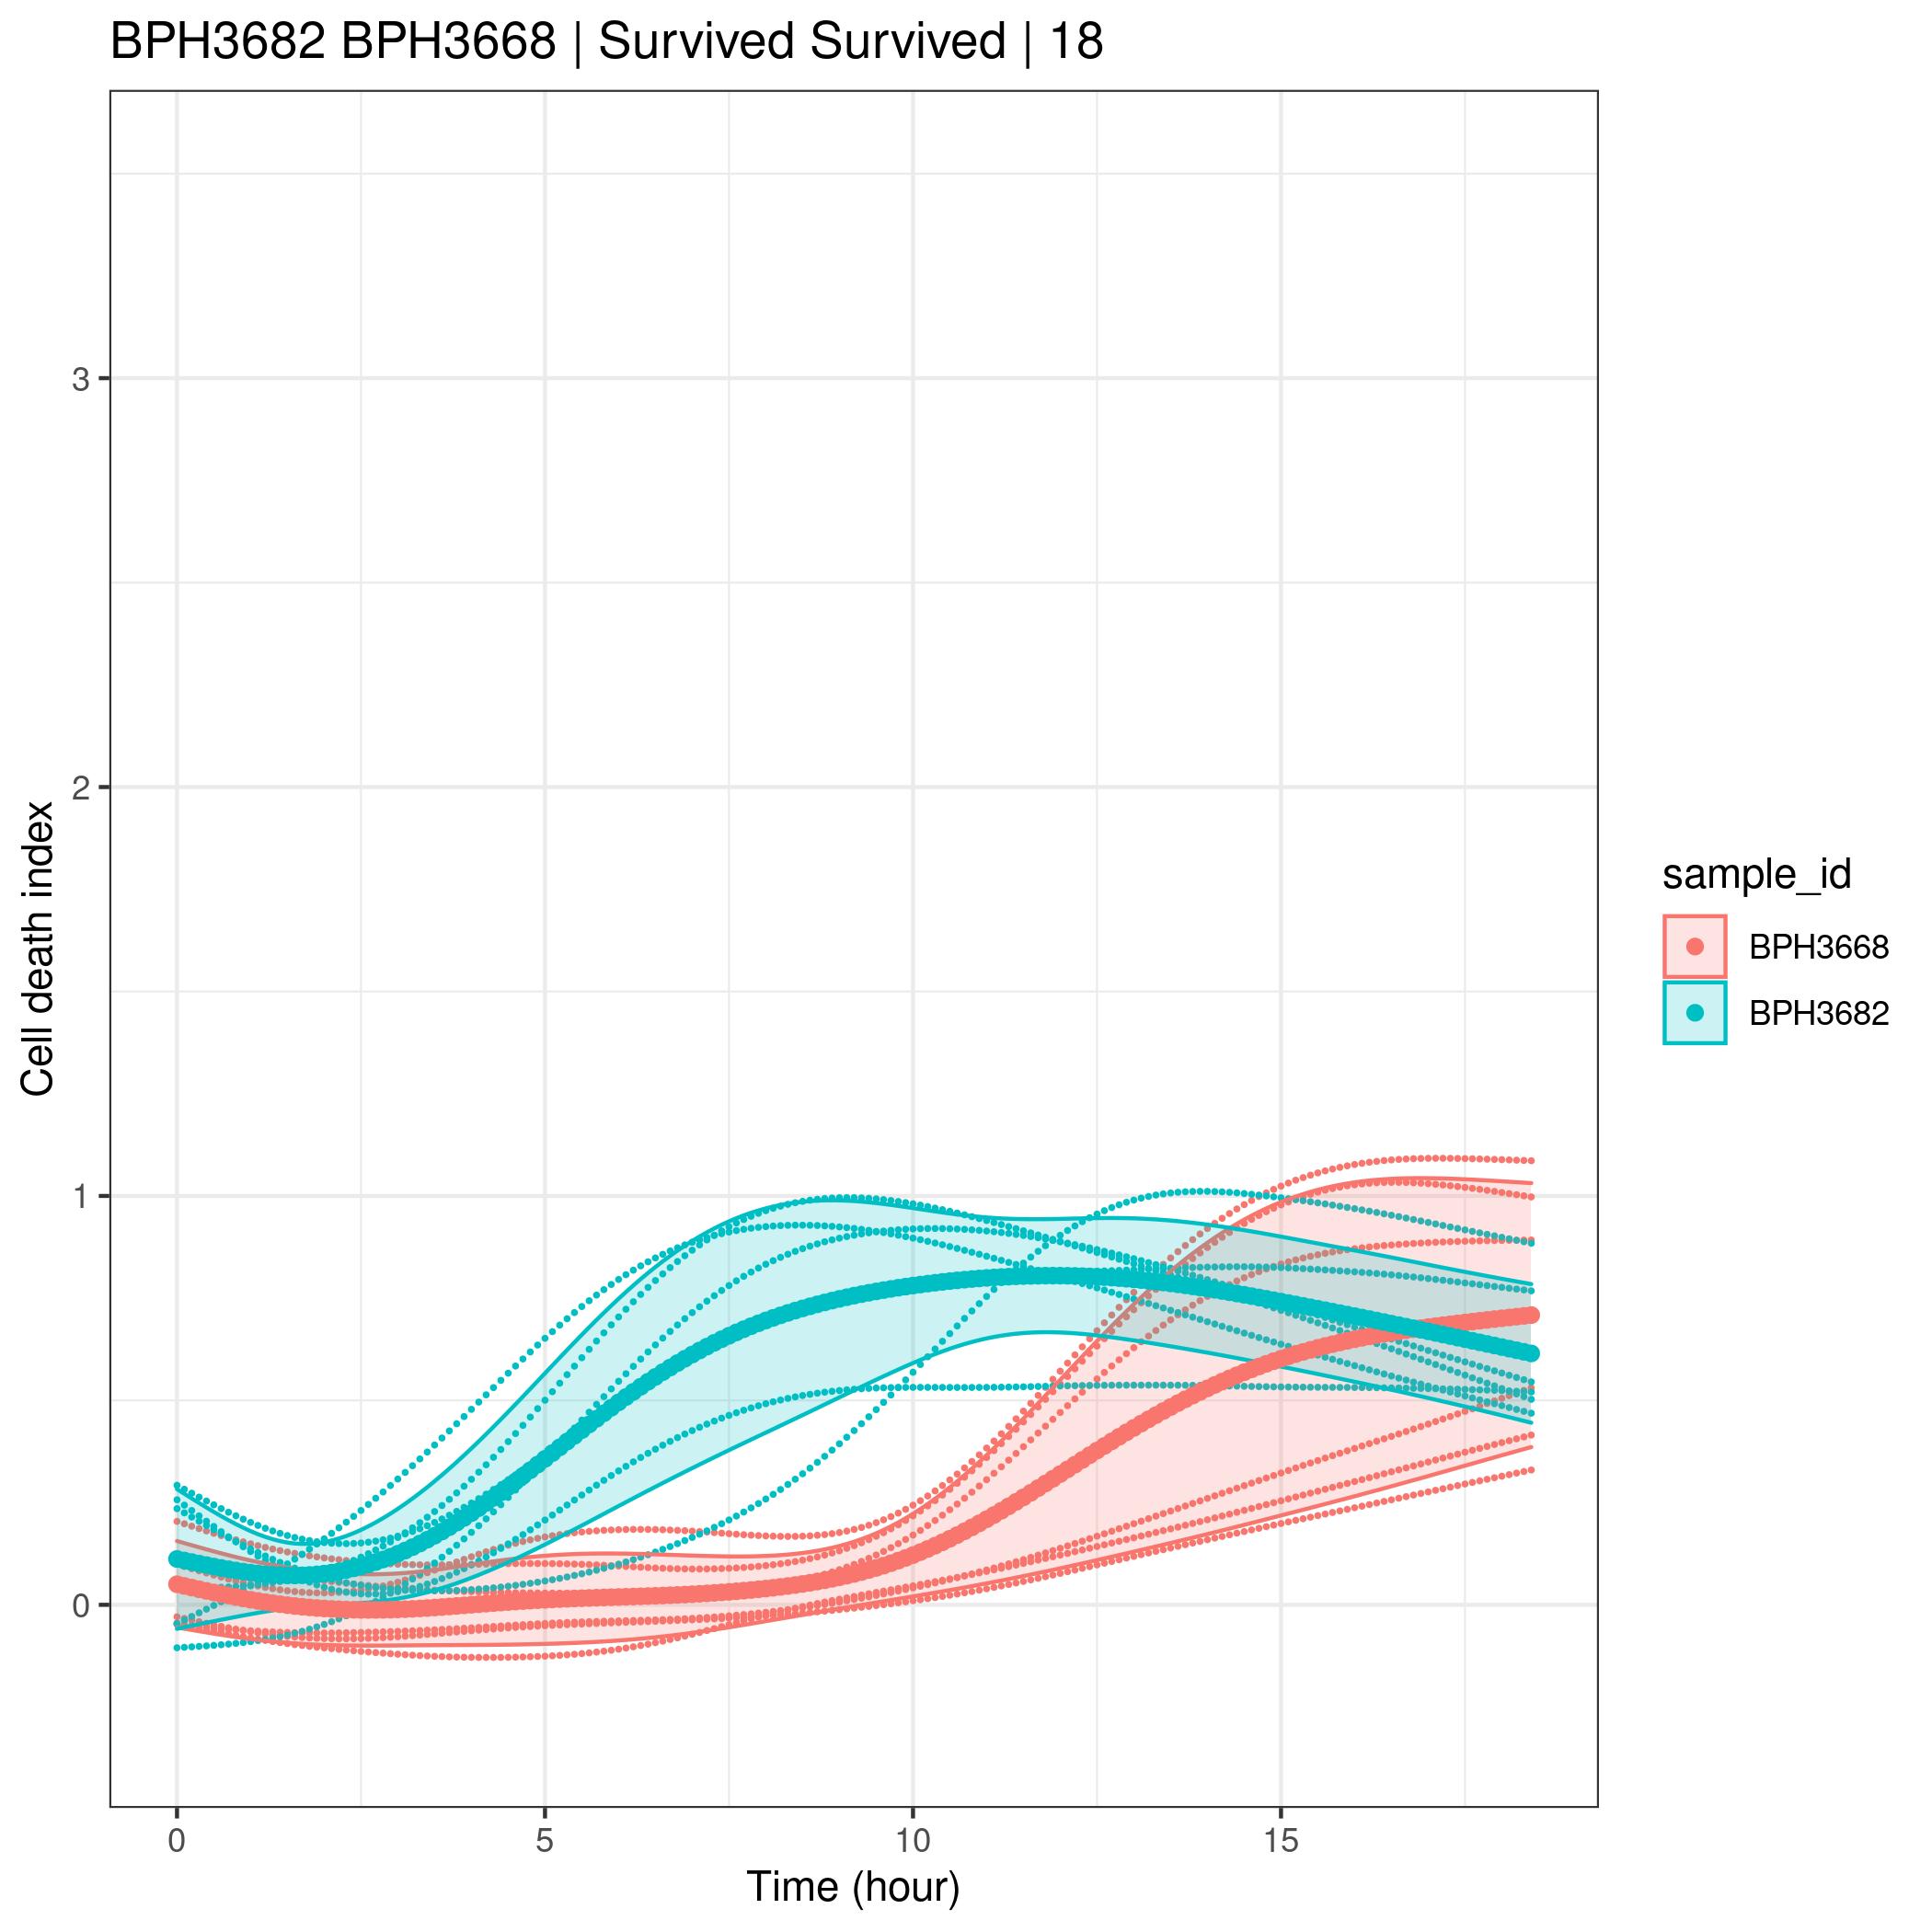 BPH3682 BPH3668 | Survived Survived | 18
3
2
1
0
Cell death index
0 5 10 15
Time (hour)
sample_id
BPH3668
BPH3682